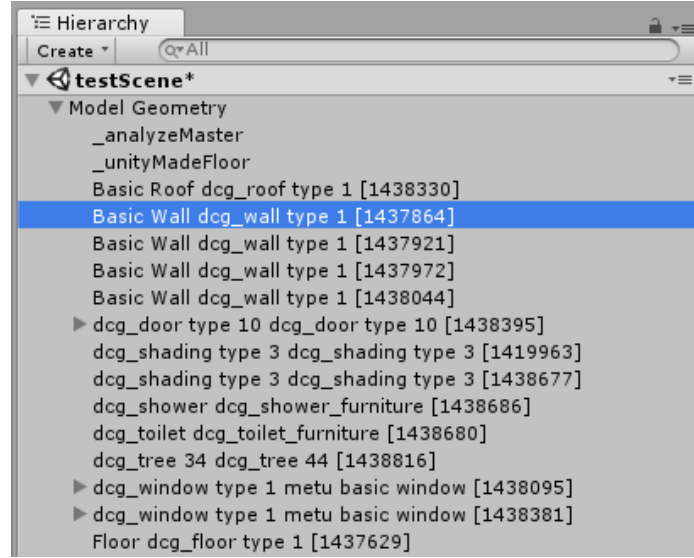 Hierarchy
Create All
testScene*
Model Geometry
_analyzeMaster
_unityMadeFloor
Basic Roof dcg_roof type 1 [1438330]
Basic Wall dcg_wall type 1 [1437864]
Basic Wall dcg_wall type 1 [1437921]
Basic Wall dcg_wall type 1 [1437972]
Basic Wall dcg_wall type 1 [1438044]
dcg_door type 10 dcg_door type 10 [1438395]
dcg_shading type 3 dcg_shading type 3 [1419963]
dcg_shading type 3 dcg_shading type 3 [1438677]
dcg_shower dcg_shower_furniture [1438686]
dcg_toilet dcg_toilet_furniture [1438680]
dcg_tree 34 dcg_tree 44 [1438816]
dcg_window type 1 metu basic window [1438095]
dcg_window type 1 metu basic window [1438381]
Floor dcg_floor type 1 [1437629]